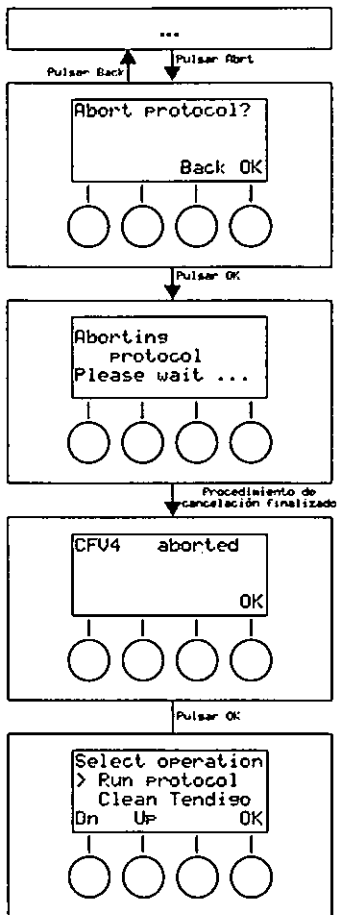 ...
Pulsar Back
Pulsar Abrt
Abort protocol?
Back OK
Pulsar OK
Aborting
protocol
Please wait ...
Procedimiento de
cancelación finalizado
CFV4 aborted
OK
Pulsar OK
Select operation
> Run protocol
Clean Tendigo
Dn Up OK